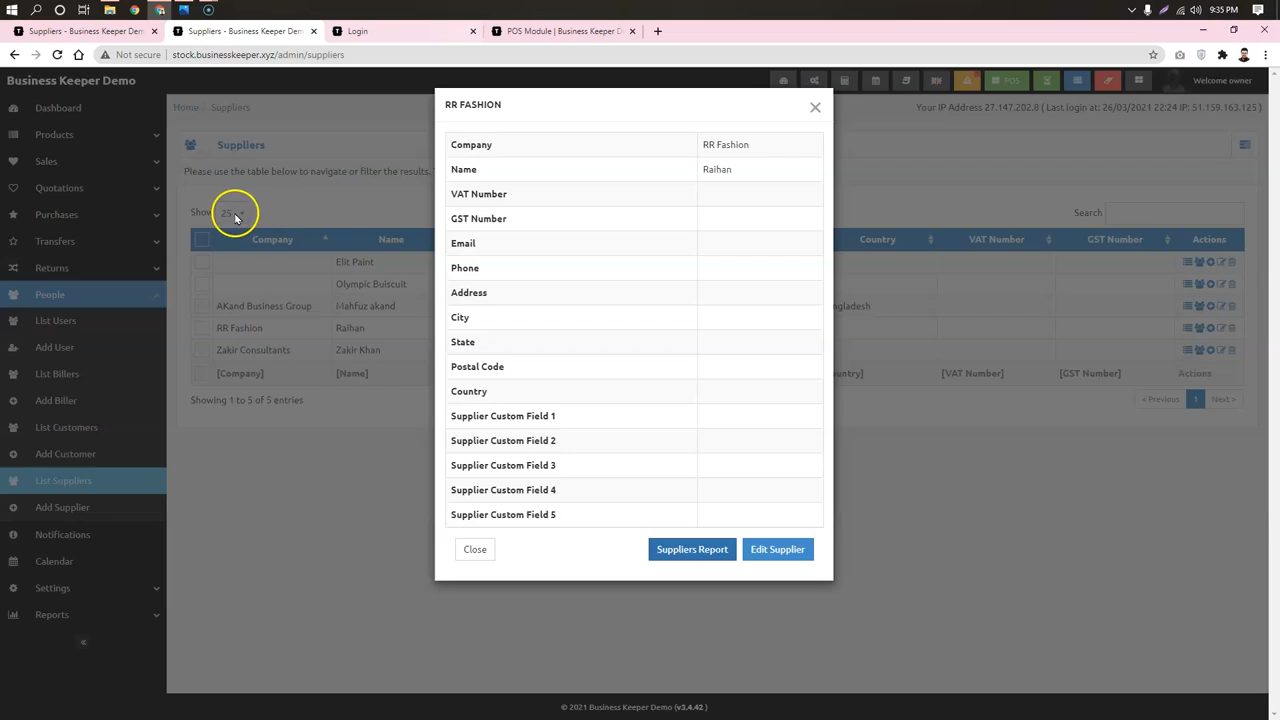 Suppliers - Business Keeper Demo
Suppliers - Business Keeper Demo
Login
POS Module | Business Keeper D
9:35 PM
Not secure
stock.businesskeeper.xyz/admin/suppliers
Business Keeper Demo
POS
Welcome owner
Home
Suppliers
Your IP Address 27.147.202.8 ( Last login at: 26/03/2021 22:24 IP: 51.159.163.125 )
Dashboard
Products
Sales
Quotations
Purchases
Transfers
Returns
People
List Users
Add User
List Billers
Add Biller
List Customers
Add Customer
List Suppliers
Add Supplier
Notifications
Calendar
Settings
Reports
Suppliers
Please use the table below to navigate or filter the results.
Show 25
Search
Company Name Country VAT Number GST Number Actions
Elit Paint
Olympic Buiscuit
AKand Business Group Mahfuz akand ngladesh
RR Fashion Raihan
Zakir Consultants Zakir Khan
[Company] [Name] ntry] [VAT Number] [GST Number] Actions
Showing 1 to 5 of 5 entries
< Previous 1 Next >
RR FASHION
Company RR Fashion
Name Raihan
VAT Number
GST Number
Email
Phone
Address
City
State
Postal Code
Country
Supplier Custom Field 1
Supplier Custom Field 2
Supplier Custom Field 3
Supplier Custom Field 4
Supplier Custom Field 5
Close
Suppliers Report
Edit Supplier
© 2021 Business Keeper Demo (v3.4.42 )